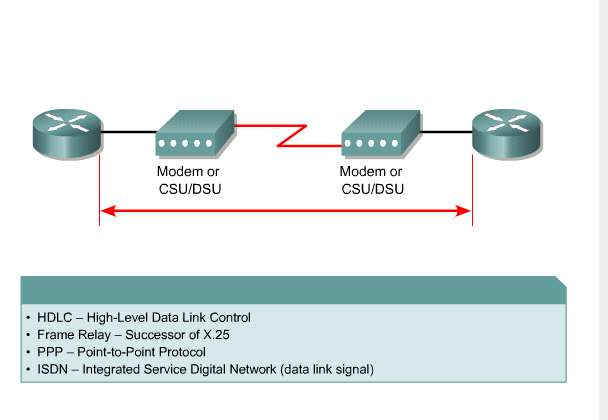 Modem or
CSU/DSU
Modem or
CSU/DSU
• HDLC – High-Level Data Link Control
• Frame Relay – Successor of X.25
• PPP – Point-to-Point Protocol
• ISDN – Integrated Service Digital Network (data link signal)